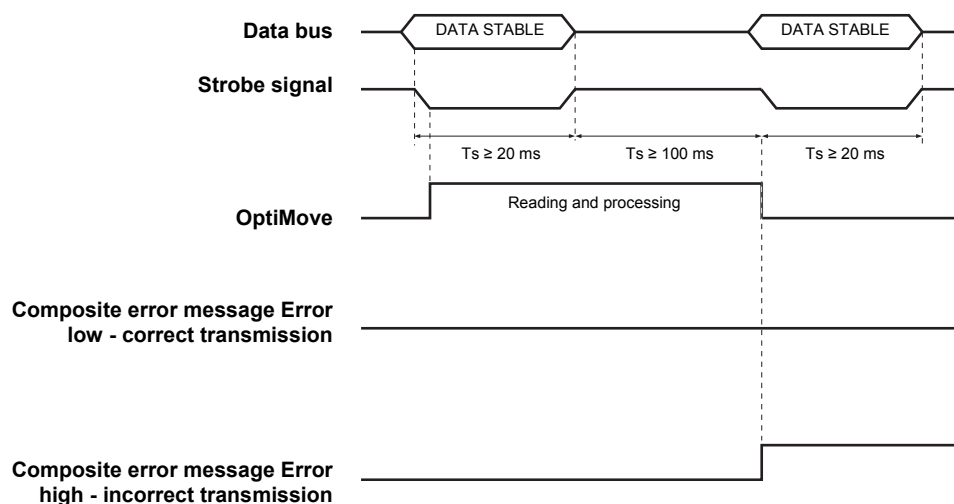 Data bus
DATA STABLE
DATA STABLE
Strobe signal
Ts ≥ 20 ms
Ts ≥ 100 ms
Ts ≥ 20 ms
OptiMove
Reading and processing
Composite error message Error
low - correct transmission
Composite error message Error
high - incorrect transmission